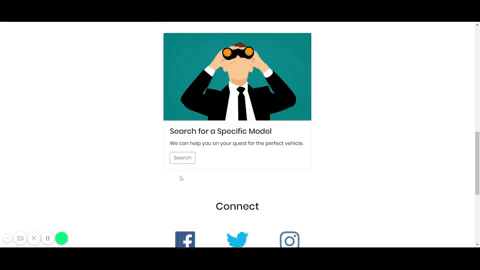 Search for a Specific Model
We can help you on your quest for the perfect vehicle.
Search
Connect